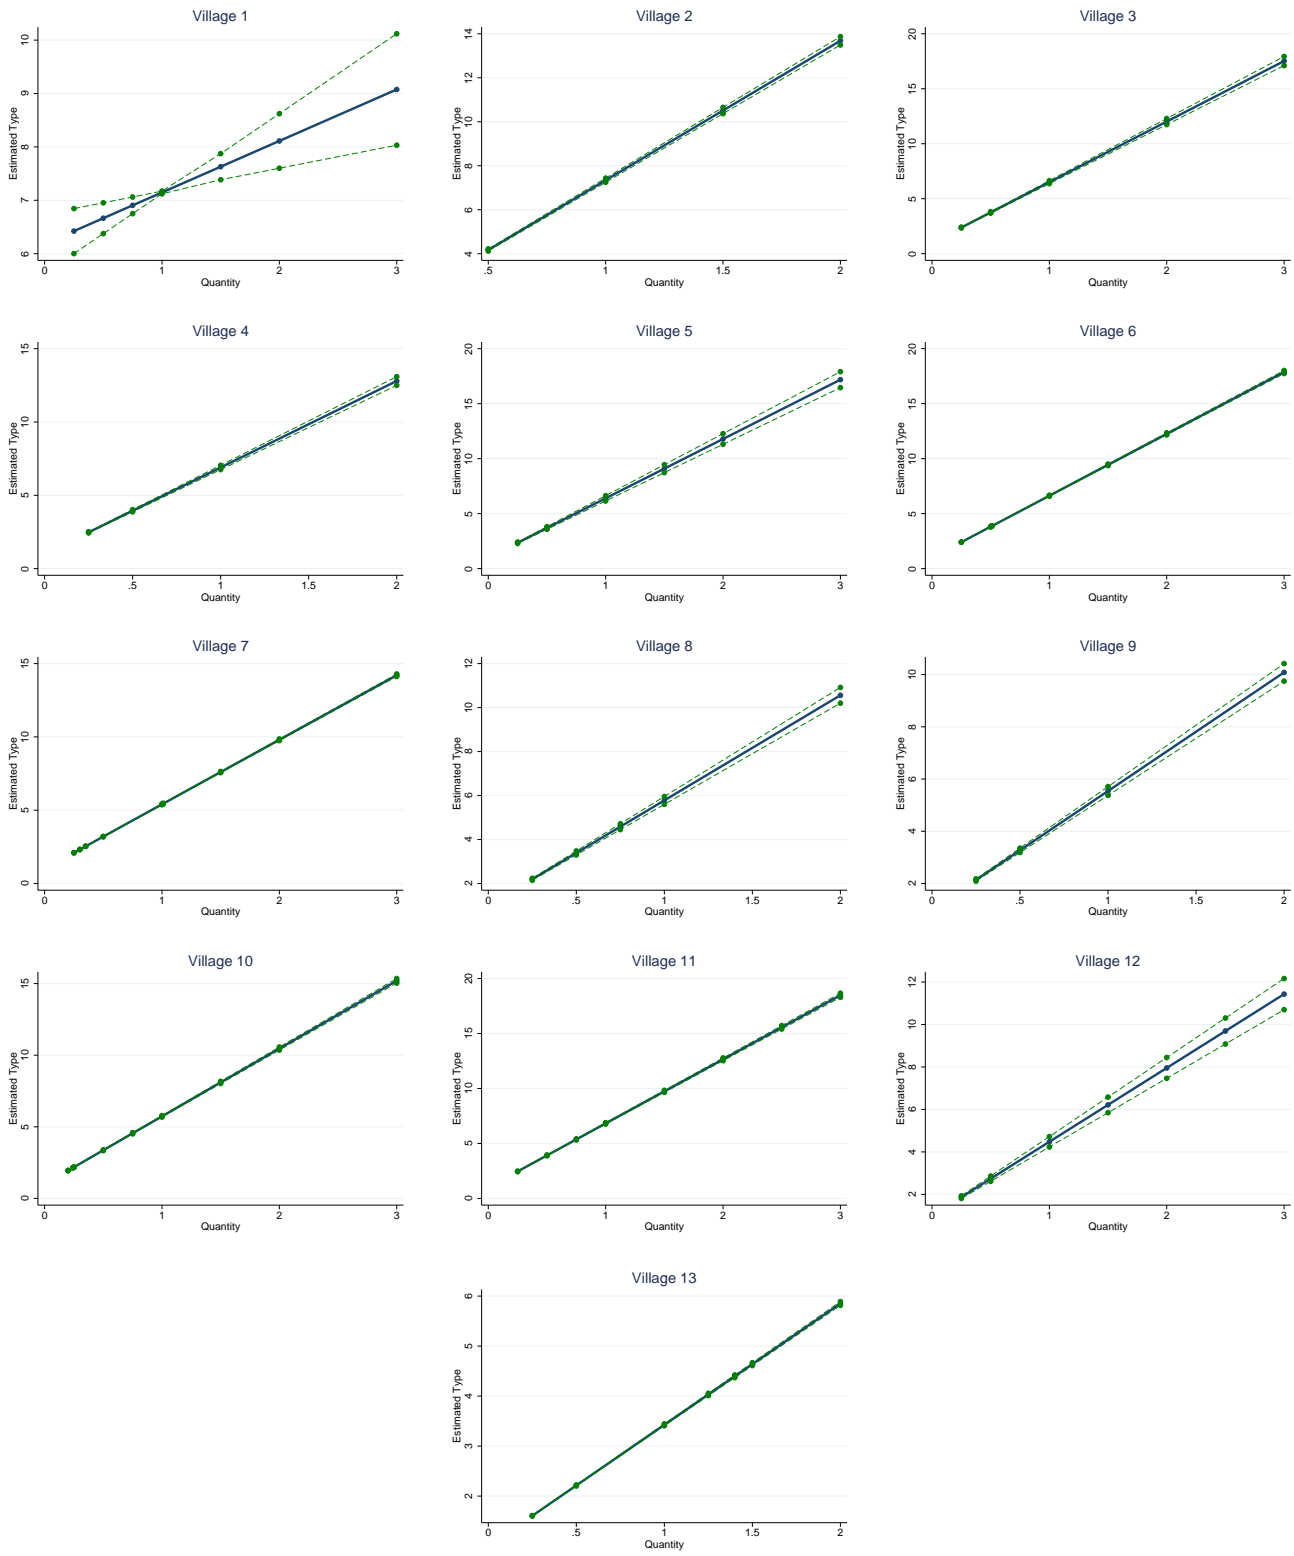 Village 1
Estimated Type
6 7 8 9 10
0 1 2 3
Quantity
Village 2
Estimated Type
4 6 8 10 12 14
.5 1 1.5 2
Quantity
Village 3
Estimated Type
0 5 10 15 20
0 1 2 3
Quantity
Village 4
Estimated Type
0 5 10 15
0 .5 1 1.5 2
Quantity
Village 5
Estimated Type
0 5 10 15 20
0 1 2 3
Quantity
Village 6
Estimated Type
0 5 10 15 20
0 1 2 3
Quantity
Village 7
Estimated Type
0 5 10 15
0 1 2 3
Quantity
Village 8
Estimated Type
2 4 6 8 10 12
0 .5 1 1.5 2
Quantity
Village 9
Estimated Type
2 4 6 8 10
0 .5 1 1.5 2
Quantity
Village 10
Estimated Type
0 5 10 15
0 1 2 3
Quantity
Village 11
Estimated Type
0 5 10 15 20
0 1 2 3
Quantity
Village 12
Estimated Type
2 4 6 8 10 12
0 1 2 3
Quantity
Village 13
Estimated Type
2 3 4 5 6
0 .5 1 1.5 2
Quantity